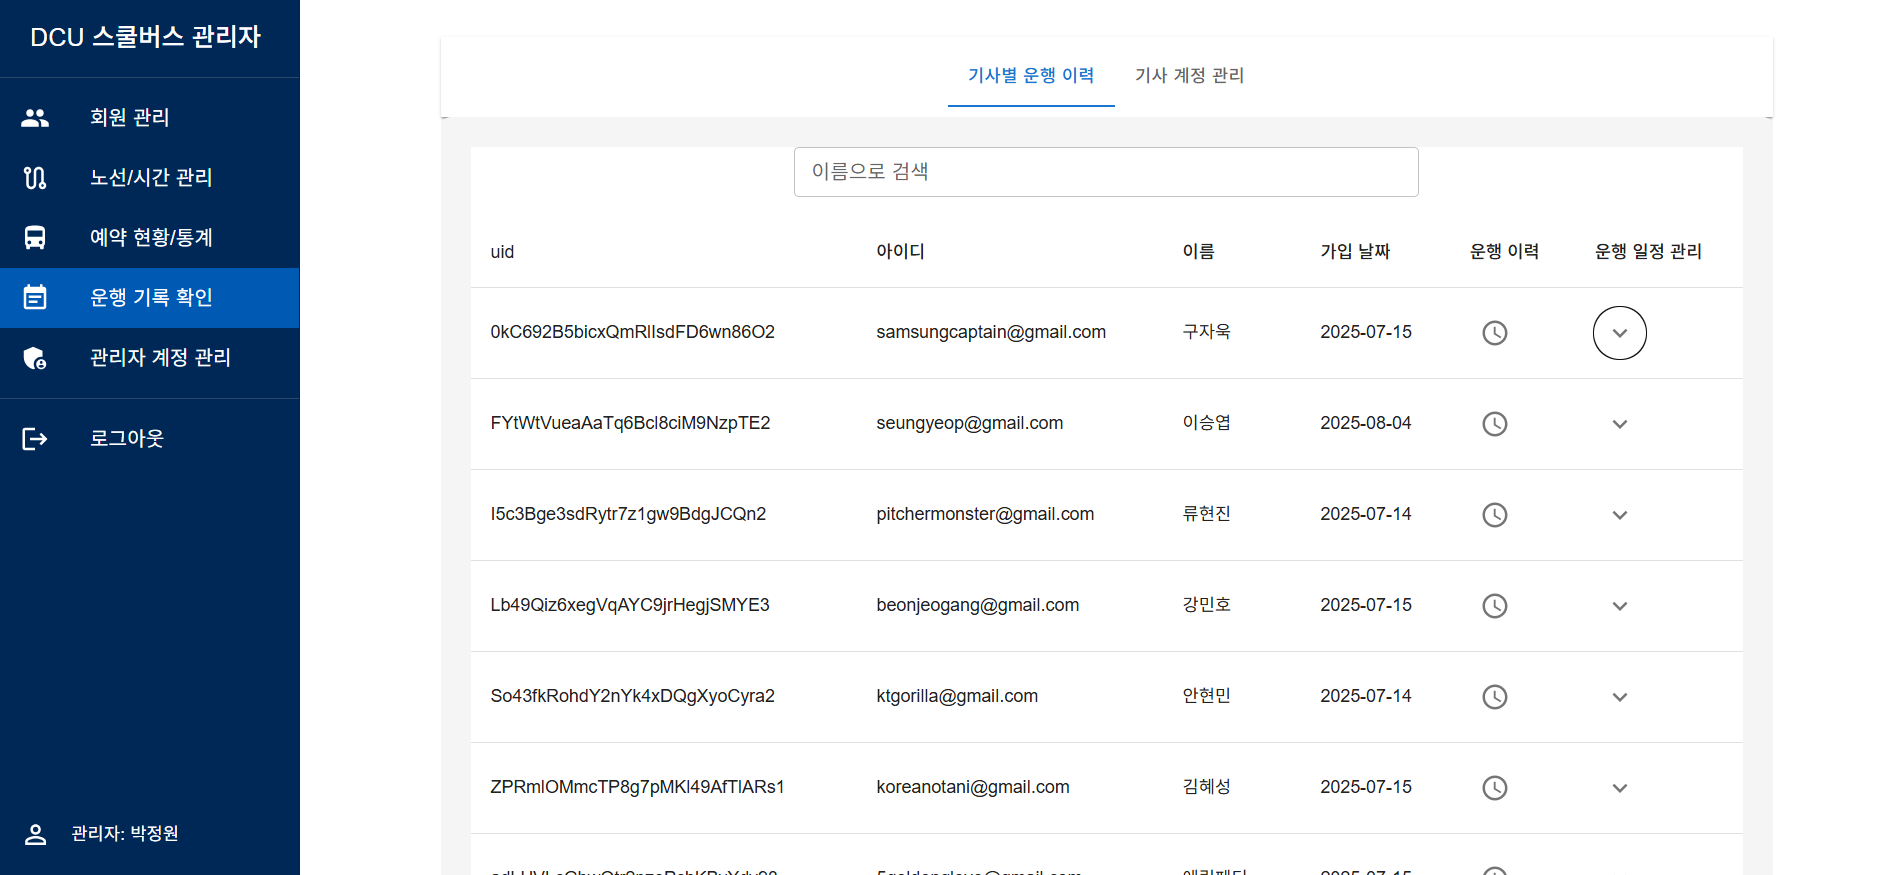 DCU 스쿨버스 관리자
회원 관리
노선/시간 관리
예약 현황/통계
운행 기록 확인
관리자 계정 관리
로그아웃
관리자: 박정원
기사별 운행 이력 기사 계정 관리
이름으로 검색
uid 아이디 이름 가입 날짜 운행 이력 운행 일정 관리
0kC692B5bicxQmRlIsdFD6wn86O2 samsungcaptain@gmail.com 구자욱 2025-07-15
FYtWtVueaAaTq6Bcl8ciM9NzpTE2 seungyeop@gmail.com 이승엽 2025-08-04
I5c3Bge3sdRytr7z1gw9BdgJCQn2 pitchermonster@gmail.com 류현진 2025-07-14
Lb49Qiz6xegVqAYC9jrHegjSMYE3 beonjeogang@gmail.com 강민호 2025-07-15
So43fkRohdY2nYk4xDQgXyoCyra2 ktgorilla@gmail.com 안현민 2025-07-14
ZPRmlOMmcTP8g7pMKl49AfTlARs1 koreanotani@gmail.com 김혜성 2025-07-15
2025-07-15